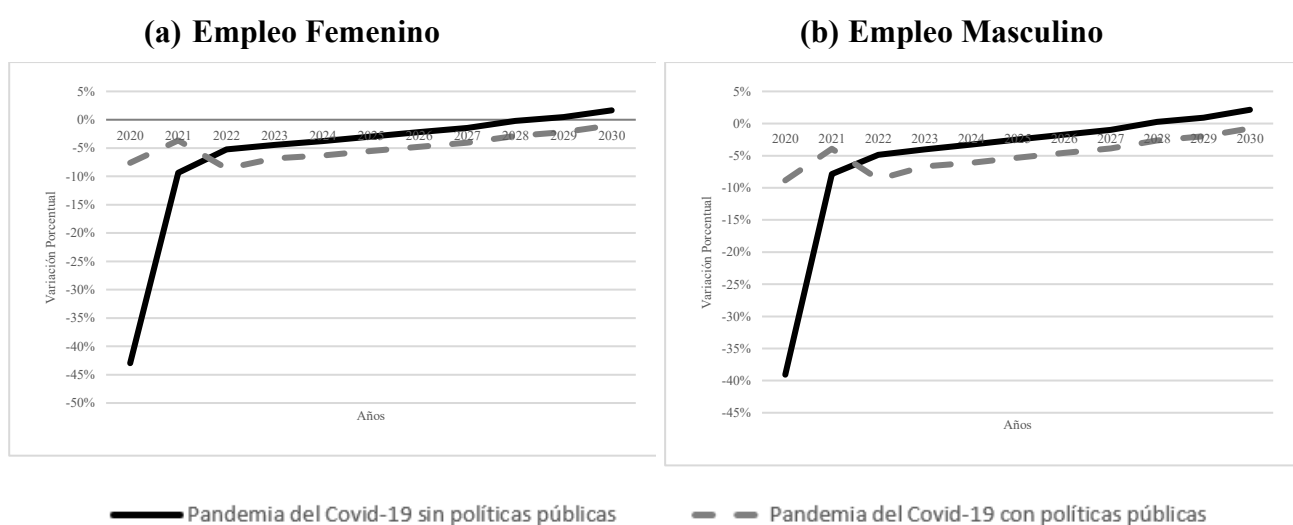 (a) Empleo Femenino
5%
0%
-5%
-10%
-15%
-20%
-25%
-30%
-35%
-40%
-45%
-50%
Variación Porcentual
2020 2021 2022 2023 2024 2025 2026 2027 2028 2029 2030
Años
(b) Empleo Masculino
5%
0%
-5%
-10%
-15%
-20%
-25%
-30%
-35%
-40%
-45%
Variación Porcentual
2020 2021 2022 2023 2024 2025 2026 2027 2028 2029 2030
Años
Pandemia del Covid-19 sin políticas públicas
Pandemia del Covid-19 con políticas públicas